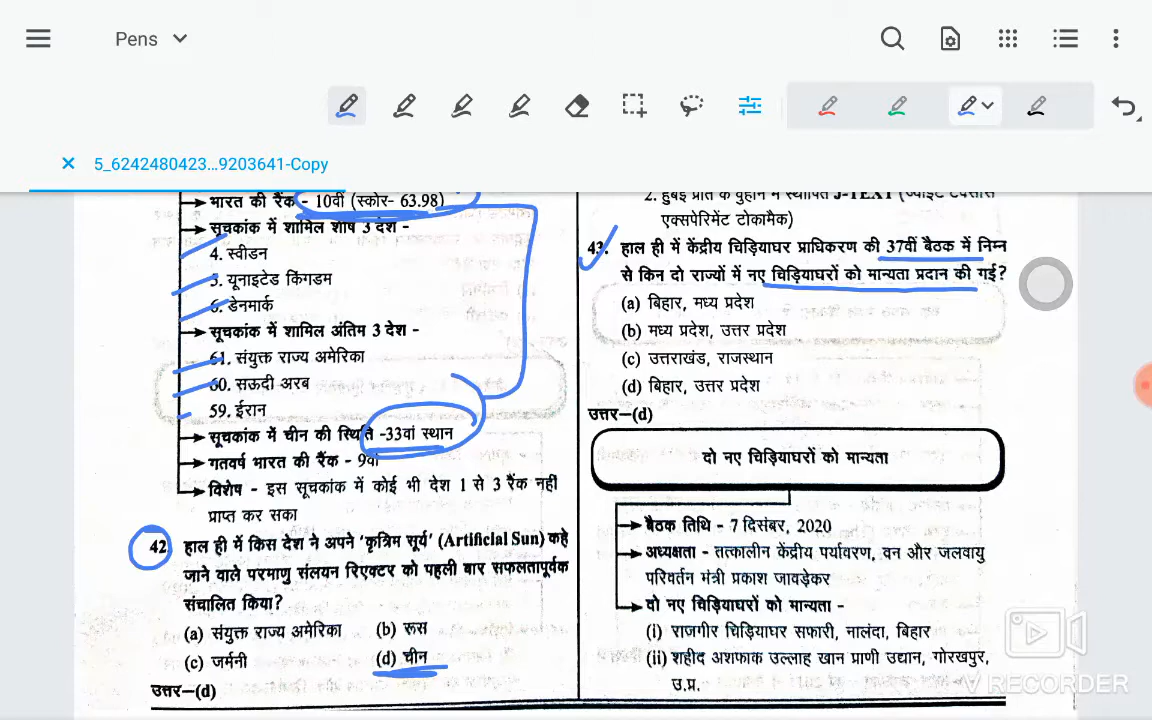 Pens
5_6242480423...9203641-Copy
भारत की रैंक - 10वीं (स्कोर- 63.98)
सूचकांक में शामिल शीर्ष 3 देश -
4. स्वीडन
5. यूनाइटेड किंगडम
6. डेनमार्क
सूचकांक में शामिल अंतिम 3 देश -
61. संयुक्त राज्य अमेरिका
60. सऊदी अरब
59. ईरान
सूचकांक में चीन की स्थिति -33वां स्थान
गतवर्ष भारत की रैंक - 9वीं
विशेष - इस सूचकांक में कोई भी देश 1 से 3 रैंक नहीं
प्राप्त कर सका
42. हाल ही में किस देश ने अपने 'कृत्रिम सूर्य' (Artificial Sun) कहे
जाने वाले परमाणु संलयन रिएक्टर को पहली बार सफलतापूर्वक
संचालित किया?
(a) संयुक्त राज्य अमेरिका (b) रूस
(c) जर्मनी (d) चीन
उत्तर–(d)
2. हुबेई प्रांत के वुहान में स्थापित J-TEXT (ज्वाइंट टेक्सास
एक्सपेरिमेंट टोकामैक)
43. हाल ही में केंद्रीय चिड़ियाघर प्राधिकरण की 37वीं बैठक में निम्न
से किन दो राज्यों में नए चिड़ियाघरों को मान्यता प्रदान की गई?
(a) बिहार, मध्य प्रदेश
(b) मध्य प्रदेश, उत्तर प्रदेश
(c) उत्तराखंड, राजस्थान
(d) बिहार, उत्तर प्रदेश
उत्तर–(d)
दो नए चिड़ियाघरों को मान्यता
बैठक तिथि - 7 दिसंबर, 2020
अध्यक्षता - तत्कालीन केंद्रीय पर्यावरण, वन और जलवायु
परिवर्तन मंत्री प्रकाश जावड़ेकर
दो नए चिड़ियाघरों को मान्यता -
(i) राजगीर चिड़ियाघर सफारी, नालंदा, बिहार
(ii) शहीद अशफाक उल्लाह खान प्राणी उद्यान, गोरखपुर,
उ.प्र.
V RECORDER